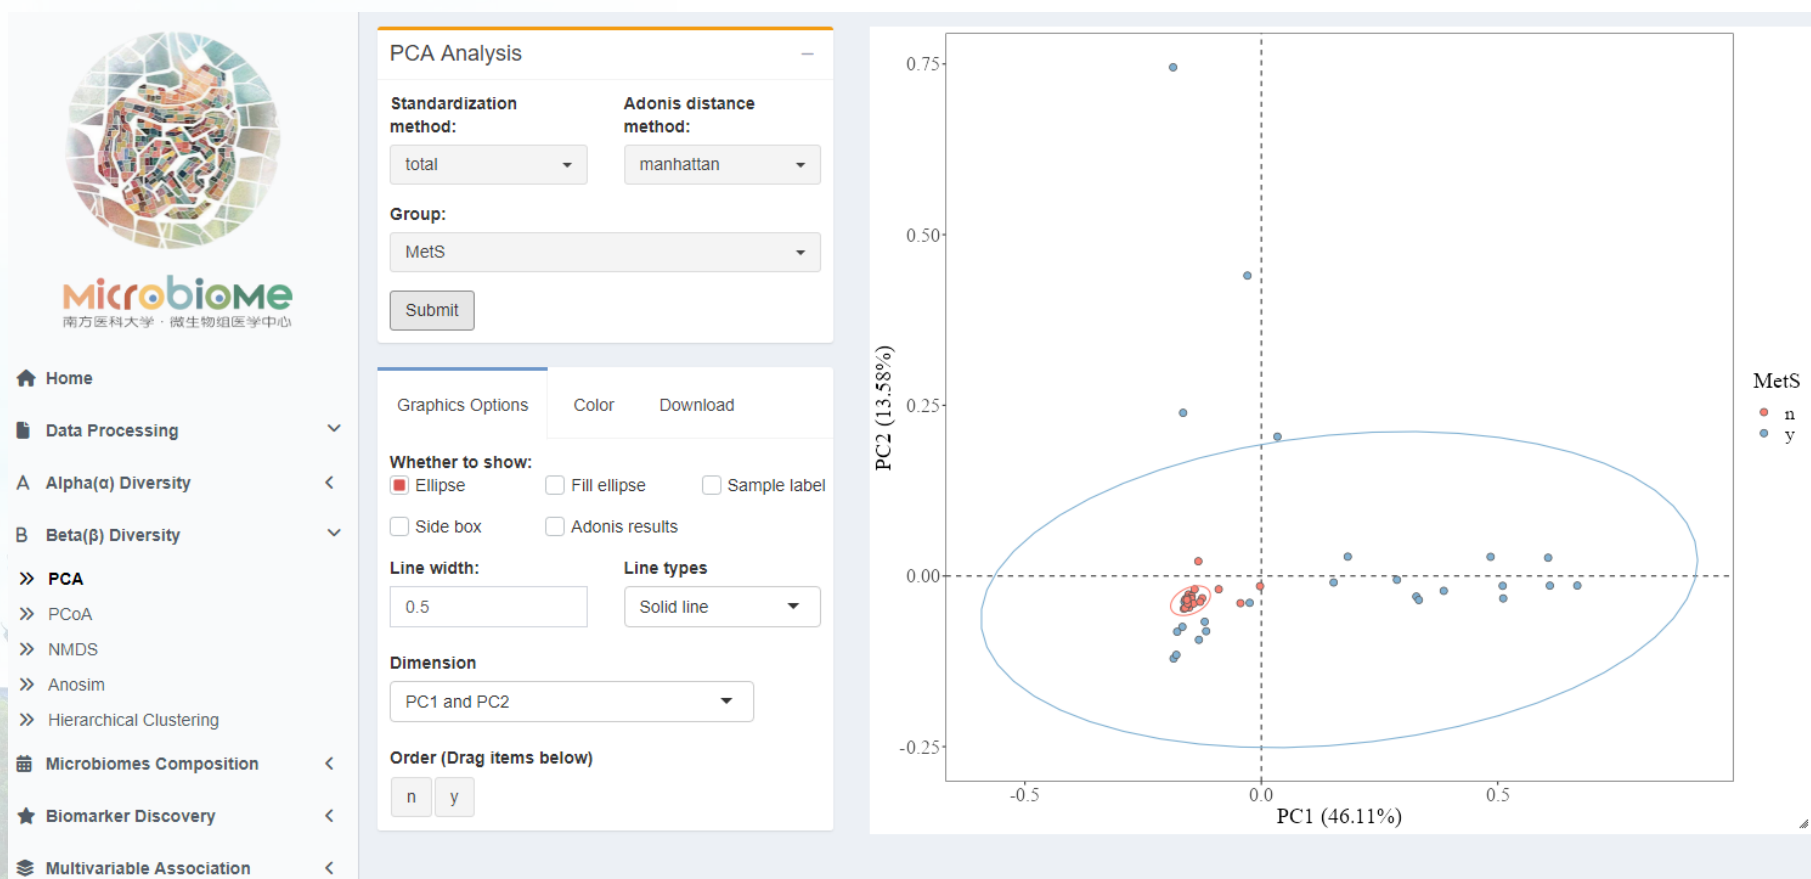 MicrobioMe
南方医科大学 · 微生物组医学中心
Home
Data Processing
A Alpha(α) Diversity
B Beta(β) Diversity
PCA
PCoA
NMDS
Anosim
Hierarchical Clustering
Microbiomes Composition
Biomarker Discovery
Multivariable Association
PCA Analysis
Standardization method:
Adonis distance method:
total
manhattan
Group:
MetS
Submit
Graphics Options
Color
Download
Whether to show:
Ellipse
Fill ellipse
Sample label
Side box
Adonis results
Line width:
Line types
0.5
Solid line
Dimension
PC1 and PC2
Order (Drag items below)
n
y
0.75
0.50
0.25
0.00
-0.25
PC2 (13.58%)
-0.5
0.0
0.5
PC1 (46.11%)
MetS
n
y